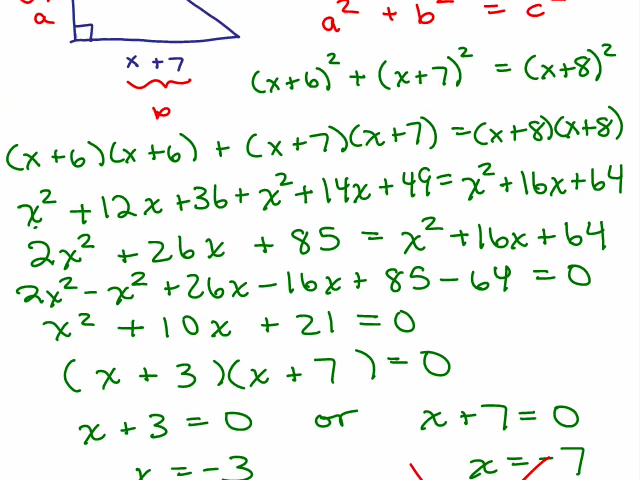 a
a² + b² = c²
x + 7
b
(x+6)² + (x+7)² = (x+8)²
(x+6)(x+6) + (x+7)(x+7) = (x+8)(x+8)
x² + 12x + 36 + x² + 14x + 49 = x² + 16x + 64
2x² + 26x + 85 = x² + 16x + 64
2x² - x² + 26x - 16x + 85 - 64 = 0
x² + 10x + 21 = 0
(x + 3)(x + 7) = 0
x + 3 = 0 or x + 7 = 0
x = -3 x = -7